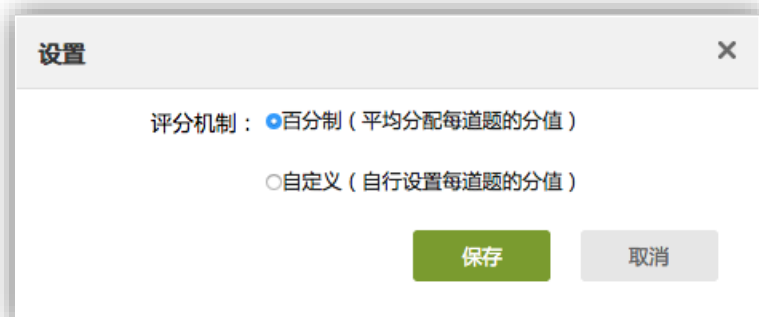 设置
评分机制： 百分制（平均分配每道题的分值）
自定义（自行设置每道题的分值）
保存 取消